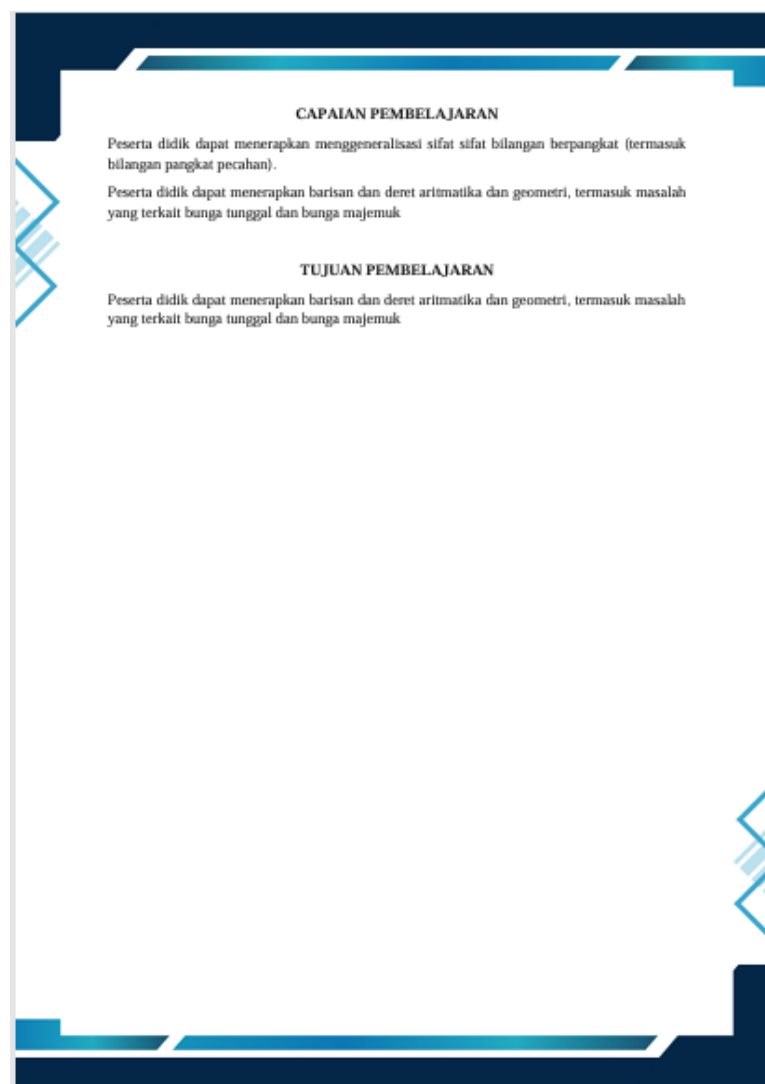 CAPAIAN PEMBELAJARAN
Peserta didik dapat menerapkan menggeneralisasi sifat sifat bilangan berpangkat (termasuk
bilangan pangkat pecahan).
Peserta didik dapat menerapkan barisan dan deret aritmatika dan geometri, termasuk masalah
yang terkait bunga tunggal dan bunga majemuk
TUJUAN PEMBELAJARAN
Peserta didik dapat menerapkan barisan dan deret aritmatika dan geometri, termasuk masalah
yang terkait bunga tunggal dan bunga majemuk